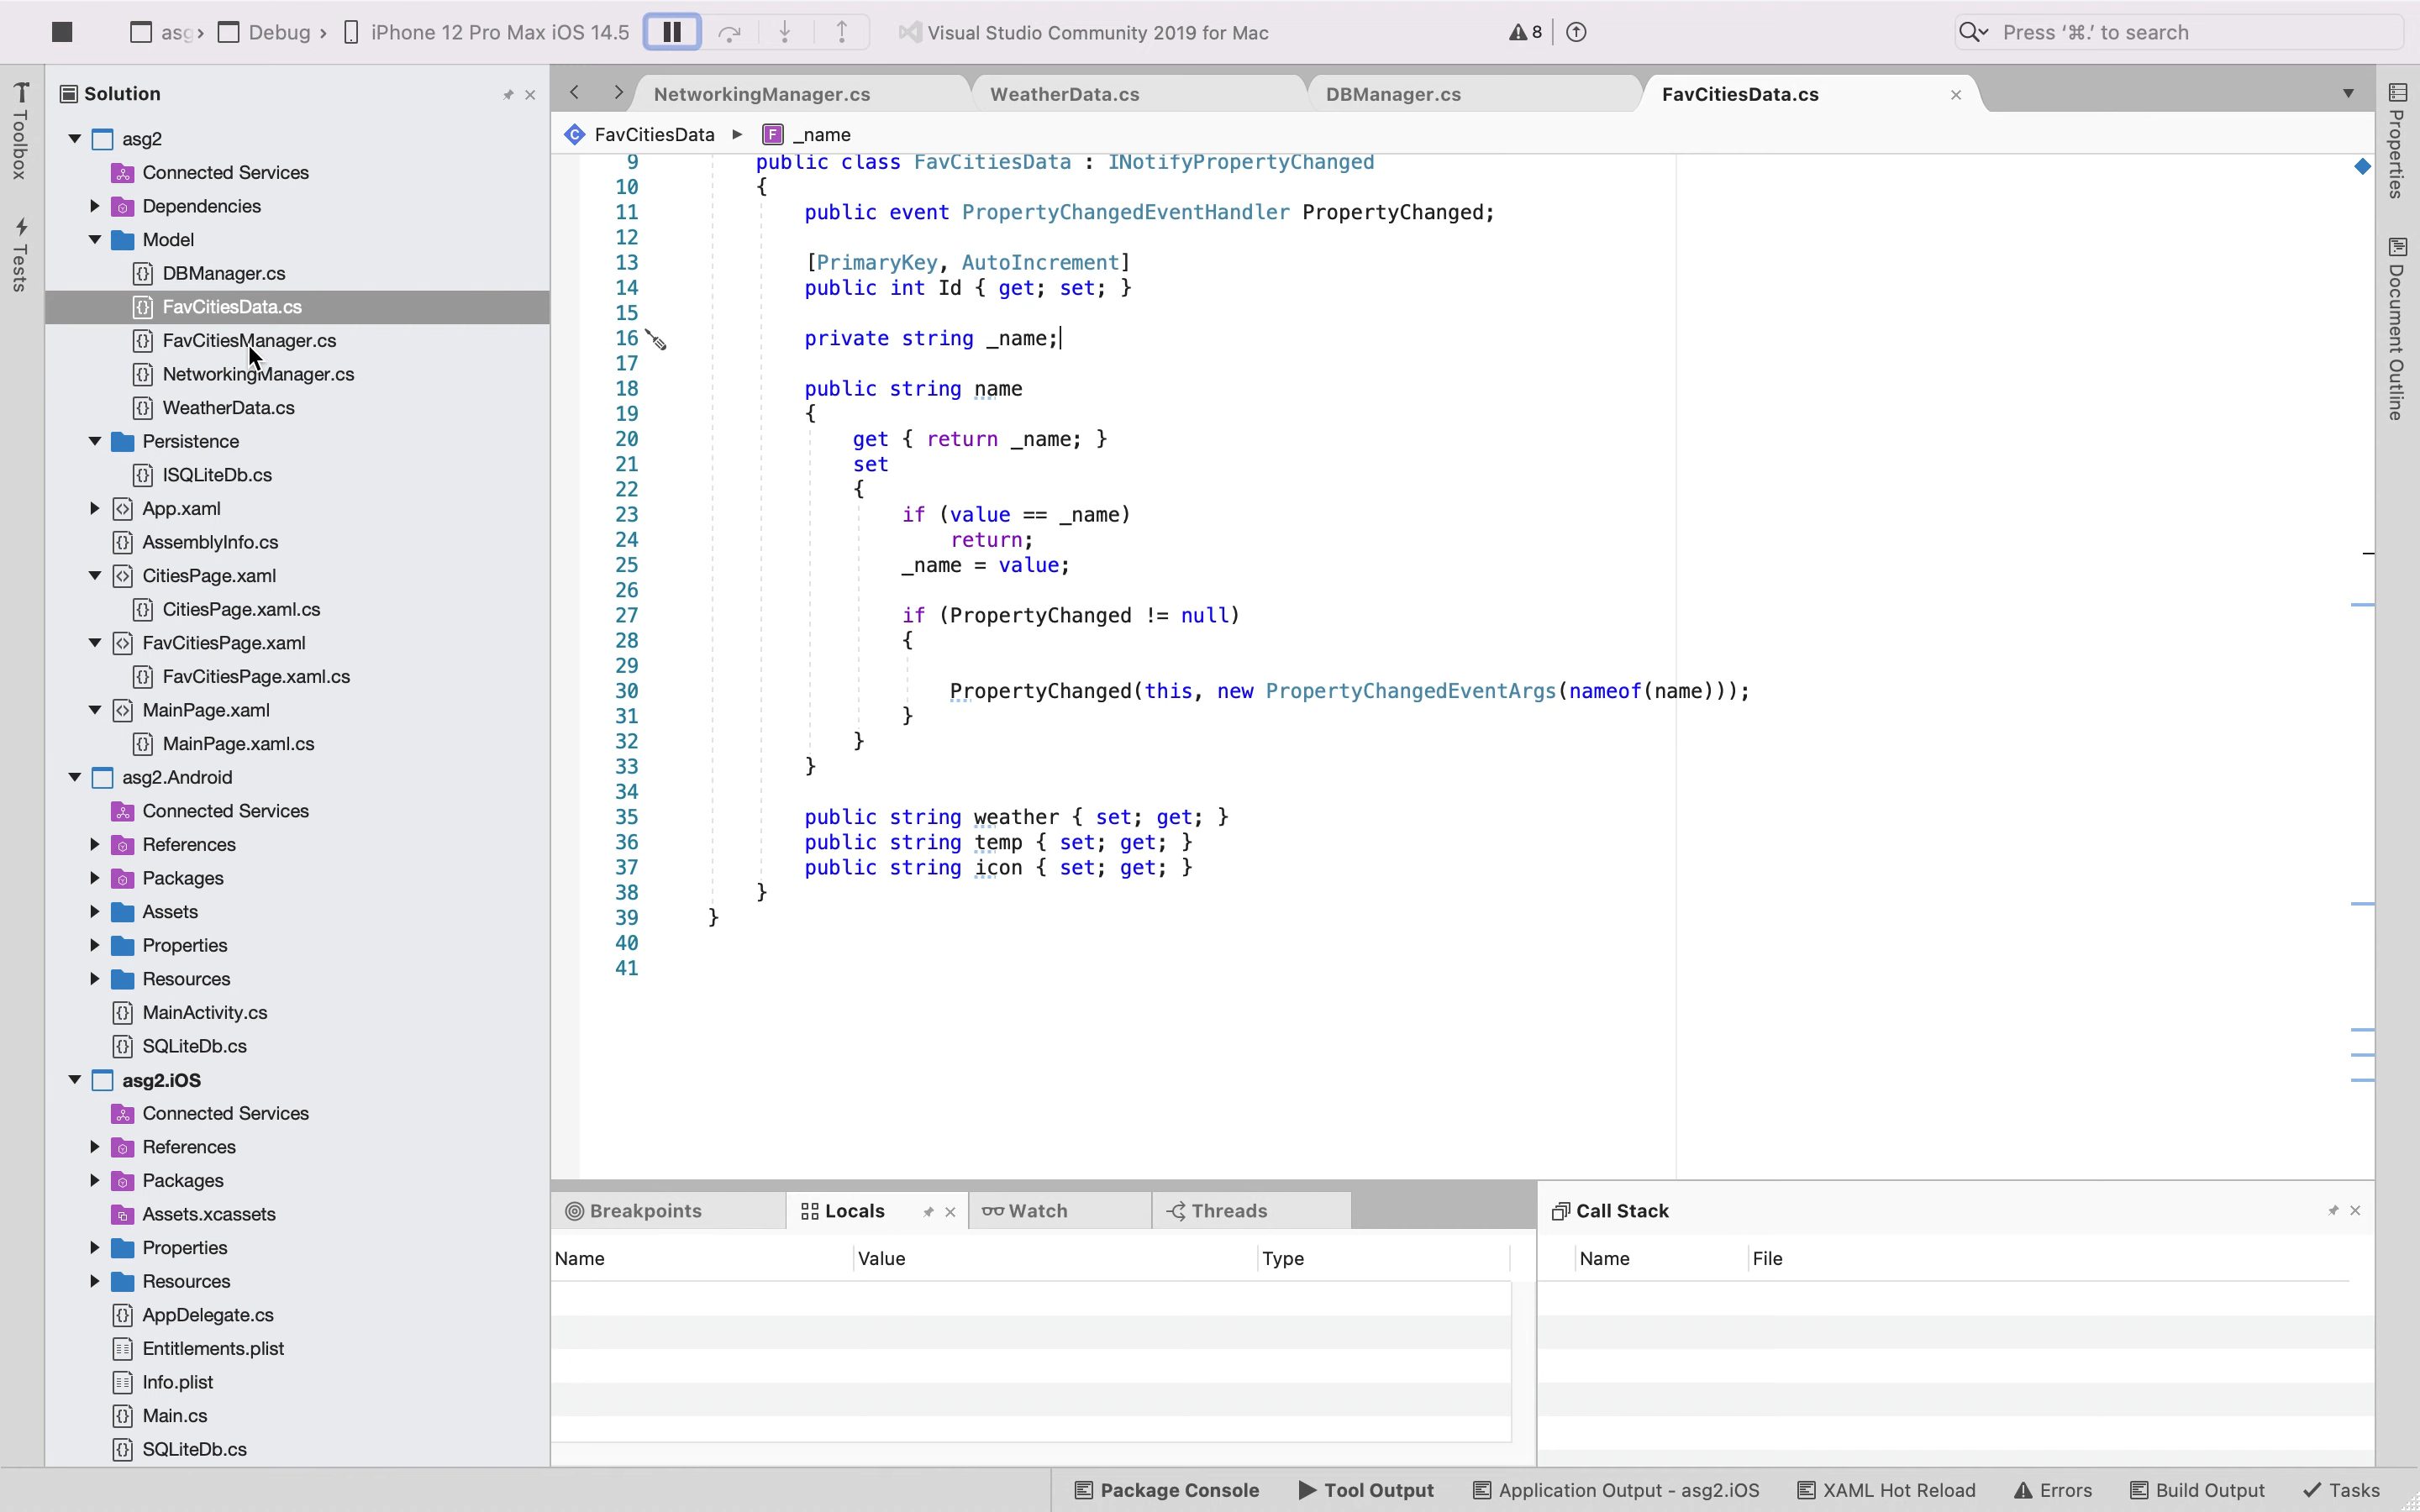 asg › Debug › iPhone 12 Pro Max iOS 14.5
Visual Studio Community 2019 for Mac
8
Press ‘⌘.’ to search
Toolbox
Tests
Solution
asg2
Connected Services
Dependencies
Model
DBManager.cs
FavCitiesData.cs
FavCitiesManager.cs
NetworkingManager.cs
WeatherData.cs
Persistence
ISQLiteDb.cs
App.xaml
AssemblyInfo.cs
CitiesPage.xaml
CitiesPage.xaml.cs
FavCitiesPage.xaml
FavCitiesPage.xaml.cs
MainPage.xaml
MainPage.xaml.cs
asg2.Android
Connected Services
References
Packages
Assets
Properties
Resources
MainActivity.cs
SQLiteDb.cs
asg2.iOS
Connected Services
References
Packages
Assets.xcassets
Properties
Resources
AppDelegate.cs
Entitlements.plist
Info.plist
Main.cs
SQLiteDb.cs
NetworkingManager.cs
WeatherData.cs
DBManager.cs
FavCitiesData.cs
FavCitiesData ▶ F _name
9 public class FavCitiesData : INotifyPropertyChanged
10 {
11 public event PropertyChangedEventHandler PropertyChanged;
12
13 [PrimaryKey, AutoIncrement]
14 public int Id { get; set; }
15
16 private string _name;
17
18 public string name
19 {
20 get { return _name; }
21 set
22 {
23 if (value == _name)
24 return;
25 _name = value;
26
27 if (PropertyChanged != null)
28 {
29
30 PropertyChanged(this, new PropertyChangedEventArgs(nameof(name)));
31 }
32 }
33 }
34
35 public string weather { set; get; }
36 public string temp { set; get; }
37 public string icon { set; get; }
38 }
39 }
40
41
Properties
Document Outline
Breakpoints
Locals
Watch
Threads
Name Value Type
Call Stack
Name File
Package Console
Tool Output
Application Output - asg2.iOS
XAML Hot Reload
Errors
Build Output
Tasks